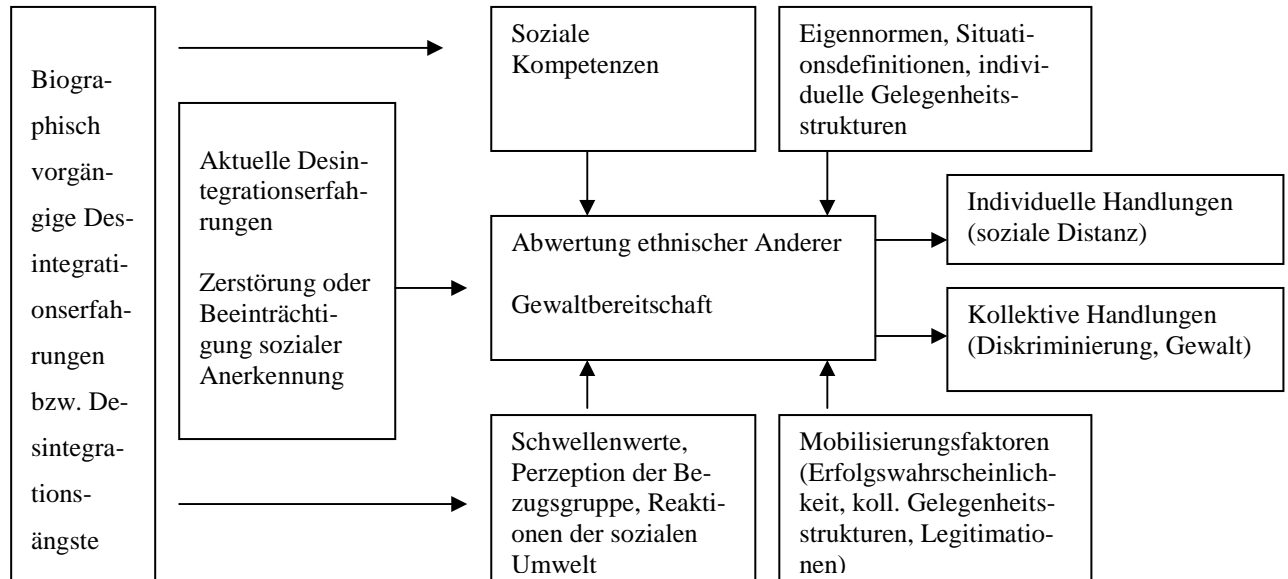 Biogra-
phisch
vorgän-
gige Des-
integrati-
onserfah-
rungen
bzw. De-
sintegra-
tions-
ängste
Aktuelle Desin-
tegrationserfah-
rungen
Zerstörung oder
Beeinträchti-
gung sozialer
Anerkennung
Soziale
Kompetenzen
Eigennormen, Situati-
onsdefinitionen, indivi-
duelle Gelegenheits-
strukturen
Abwertung ethnischer Anderer
Gewaltbereitschaft
Individuelle Handlungen
(soziale Distanz)
Kollektive Handlungen
(Diskriminierung, Gewalt)
Schwellenwerte,
Perzeption der Be-
zugsgruppe, Reakti-
onen der sozialen
Umwelt
Mobilisierungsfaktoren
(Erfolgswahrscheinlich-
keit, koll. Gelegenheits-
strukturen, Legitimatio-
nen)